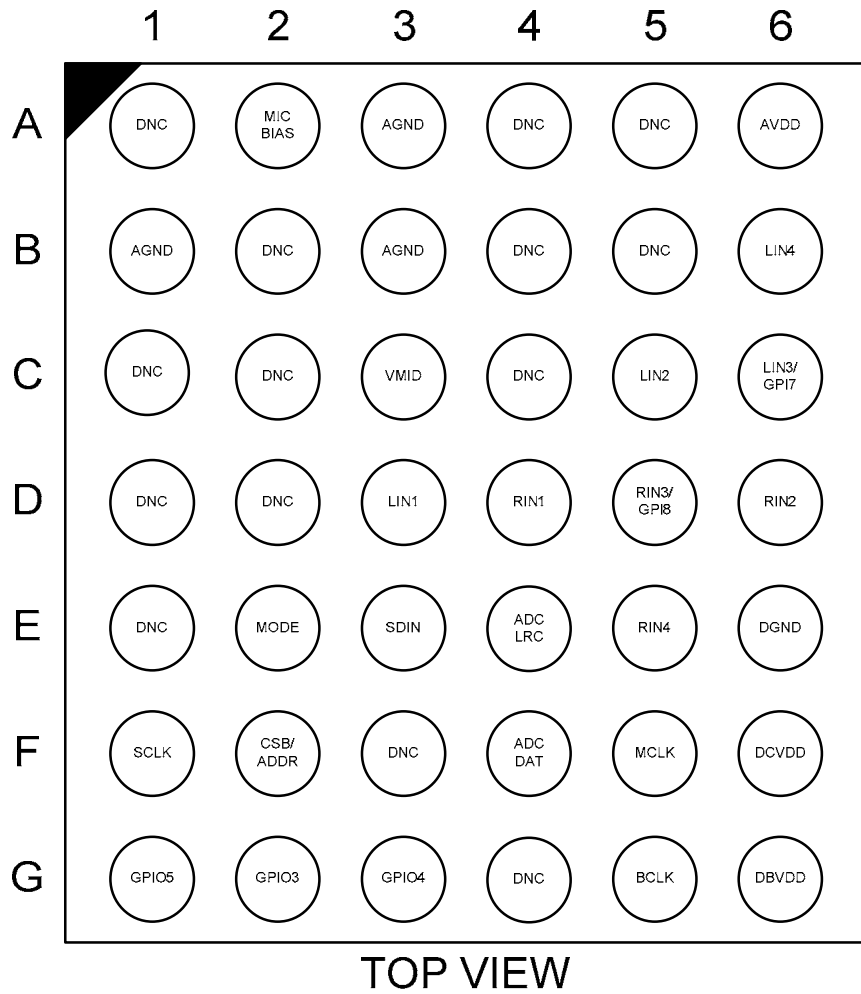 1 2 3 4 5 6
A DNC MIC BIAS AGND DNC DNC AVDD
B AGND DNC AGND DNC DNC LIN4
C DNC DNC VMID DNC LIN2 LIN3/ GPI7
D DNC DNC LIN1 RIN1 RIN3/ GPI8 RIN2
E DNC MODE SDIN ADC LRC RIN4 DGND
F SCLK CSB/ ADDR DNC ADC DAT MCLK DCVDD
G GPIO5 GPIO3 GPIO4 DNC BCLK DBVDD
TOP VIEW